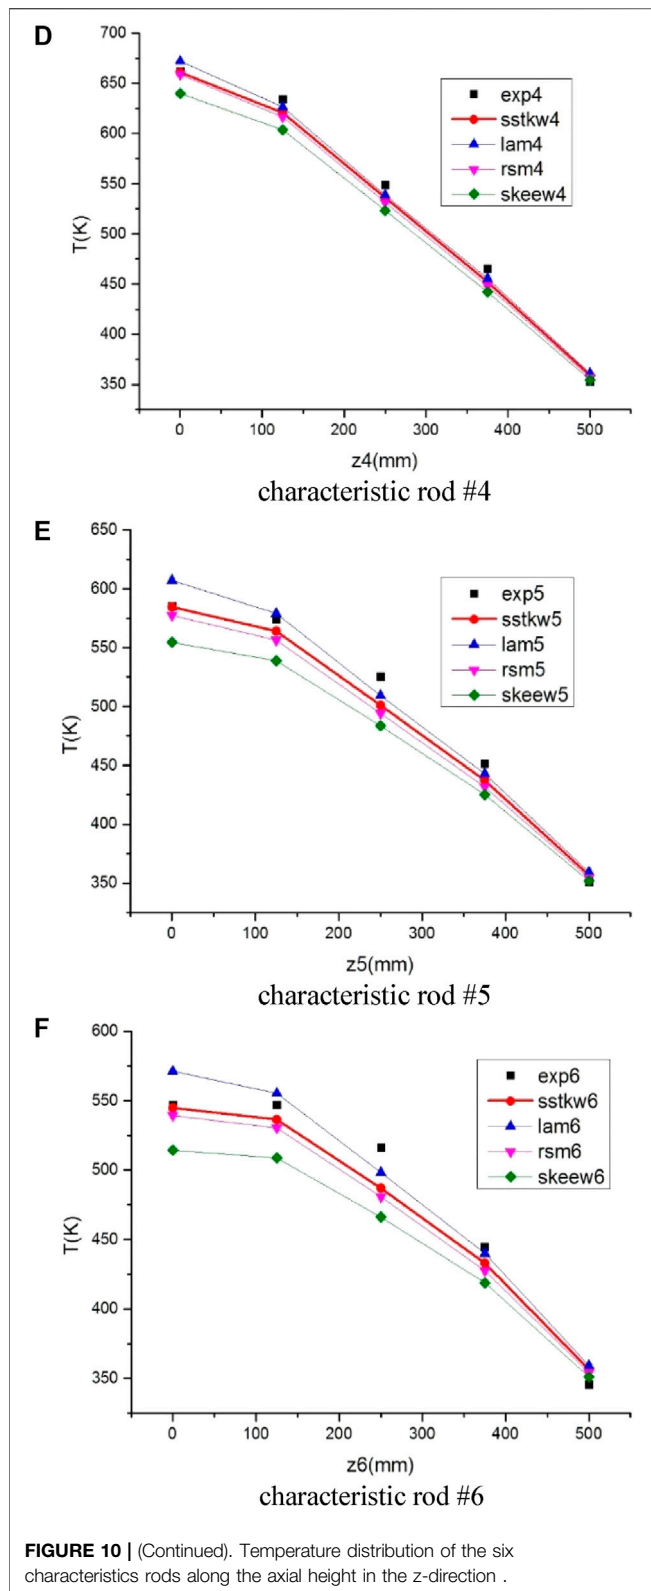 D
700
650
600
550
500
450
400
350
T(K)
exp4
sstkw4
lam4
rsm4
skeew4
0 100 200 300 400 500
z4(mm)
characteristic rod #4
E
650
600
550
500
450
400
350
T(K)
exp5
sstkw5
lam5
rsm5
skeew5
0 100 200 300 400 500
z5(mm)
characteristic rod #5
F
600
550
500
450
400
350
T(K)
exp6
sstkw6
lam6
rsm6
skeew6
0 100 200 300 400 500
z6(mm)
characteristic rod #6
FIGURE 10 | (Continued). Temperature distribution of the six
characteristics rods along the axial height in the z-direction .